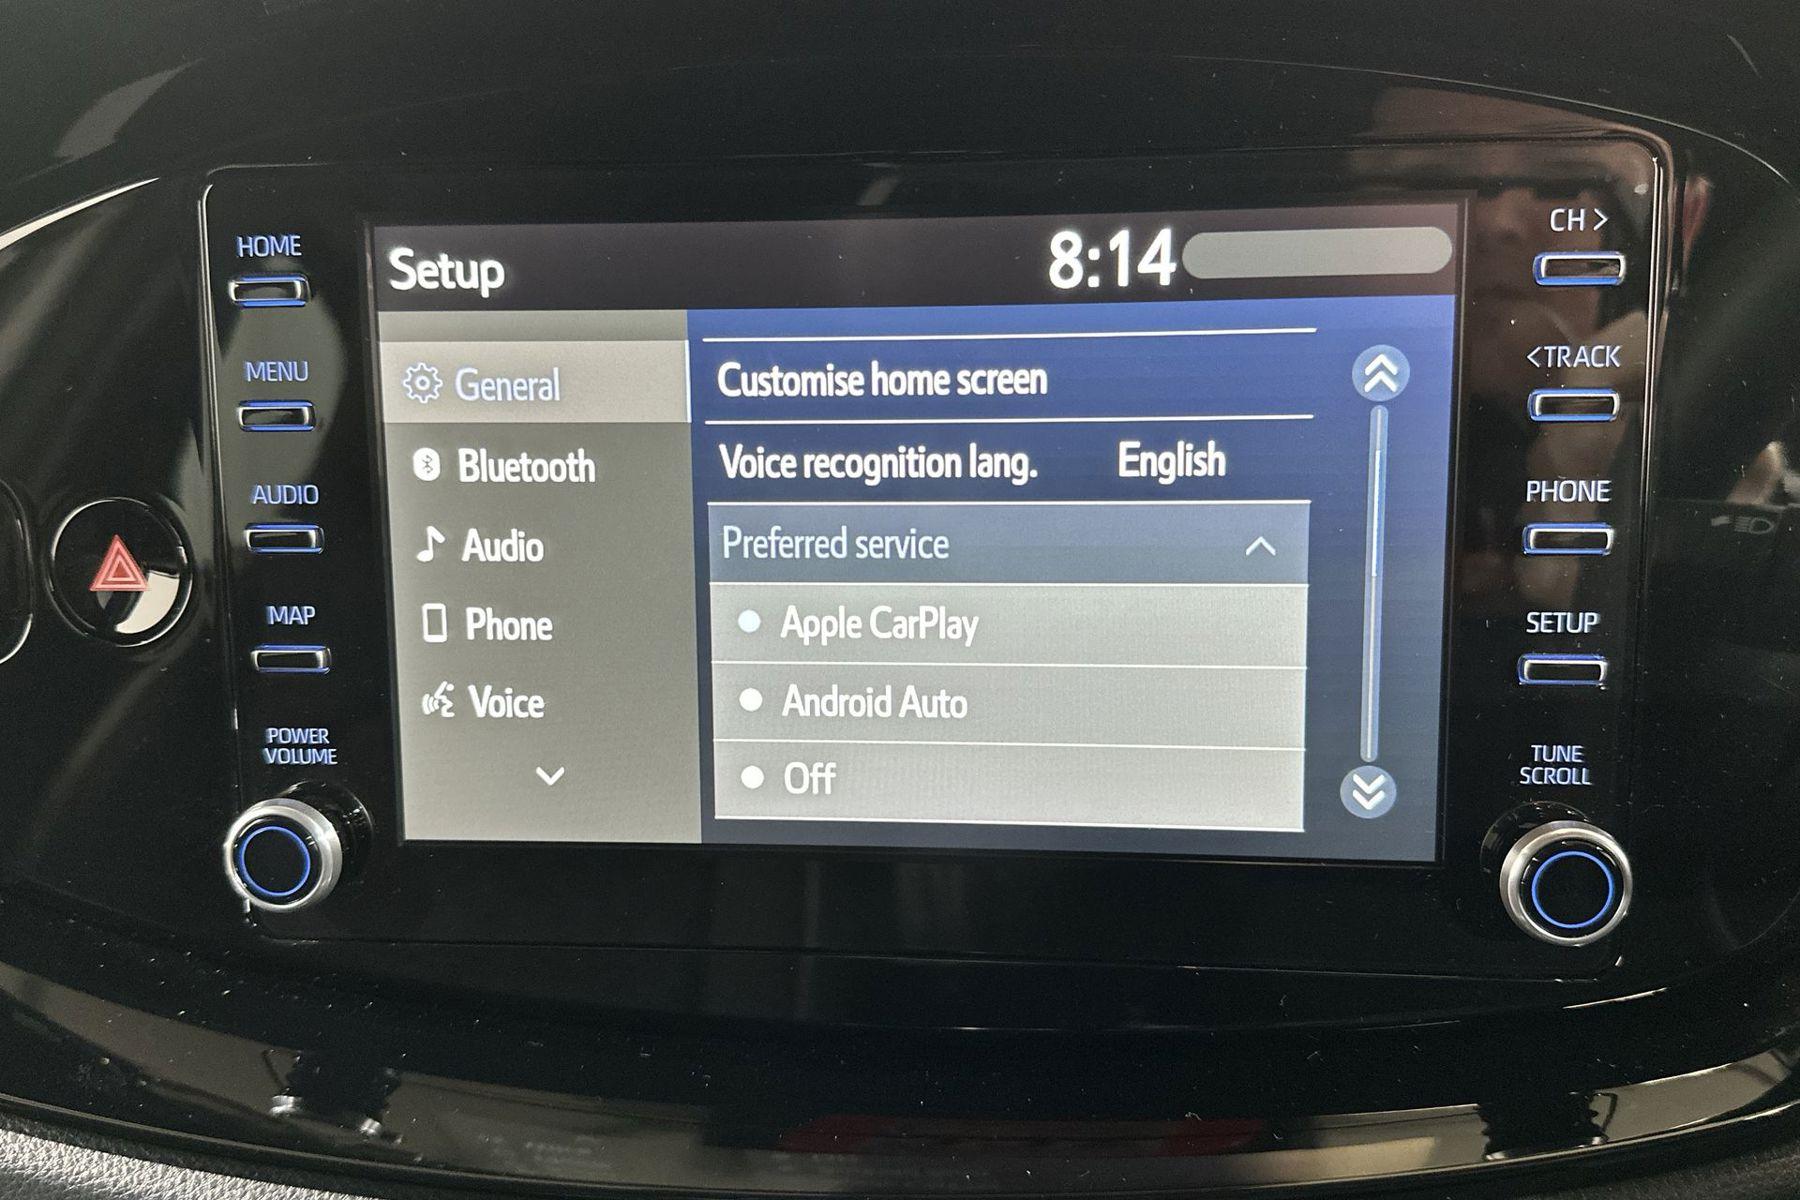 HOME
MENU
AUDIO
MAP
POWER
VOLUME
Setup
8:14
General
Bluetooth
Audio
Phone
Voice
Customise home screen
Voice recognition lang. English
Preferred service
Apple CarPlay
Android Auto
Off
CH >
<TRACK
PHONE
SETUP
TUNE
SCROLL